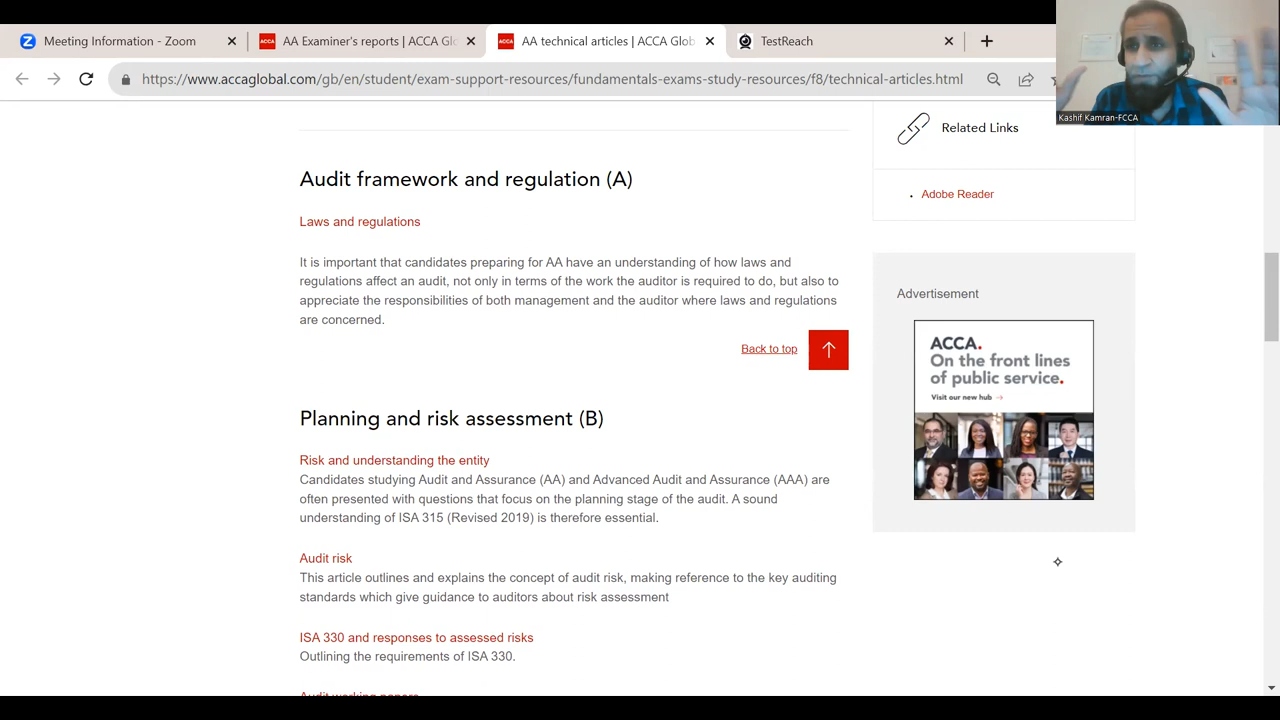 Meeting Information - Zoom
AA Examiner's reports | ACCA Glo
AA technical articles | ACCA Glob
TestReach
https://www.accaglobal.com/gb/en/student/exam-support-resources/fundamentals-exams-study-resources/f8/technical-articles.html
Kashif Kamran-FCCA
Related Links
Adobe Reader
Audit framework and regulation (A)
Laws and regulations
It is important that candidates preparing for AA have an understanding of how laws and
regulations affect an audit, not only in terms of the work the auditor is required to do, but also to
appreciate the responsibilities of both management and the auditor where laws and regulations
are concerned.
Back to top
Advertisement
ACCA.
On the front lines
of public service.
Visit our new hub →
Planning and risk assessment (B)
Risk and understanding the entity
Candidates studying Audit and Assurance (AA) and Advanced Audit and Assurance (AAA) are
often presented with questions that focus on the planning stage of the audit. A sound
understanding of ISA 315 (Revised 2019) is therefore essential.
Audit risk
This article outlines and explains the concept of audit risk, making reference to the key auditing
standards which give guidance to auditors about risk assessment
ISA 330 and responses to assessed risks
Outlining the requirements of ISA 330.
Audit working papers